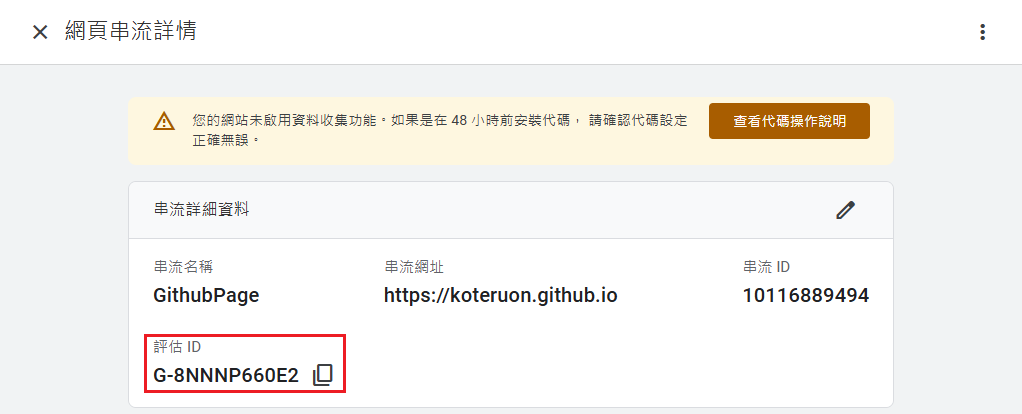 網頁串流詳情
您的網站未啟用資料收集功能。如果是在 48 小時前安裝代碼， 請確認代碼設定
正確無誤。
查看代碼操作說明
串流詳細資料
串流名稱
GithubPage
串流網址
https://koteruon.github.io
串流 ID
10116889494
評估 ID
G-8NNNP660E2